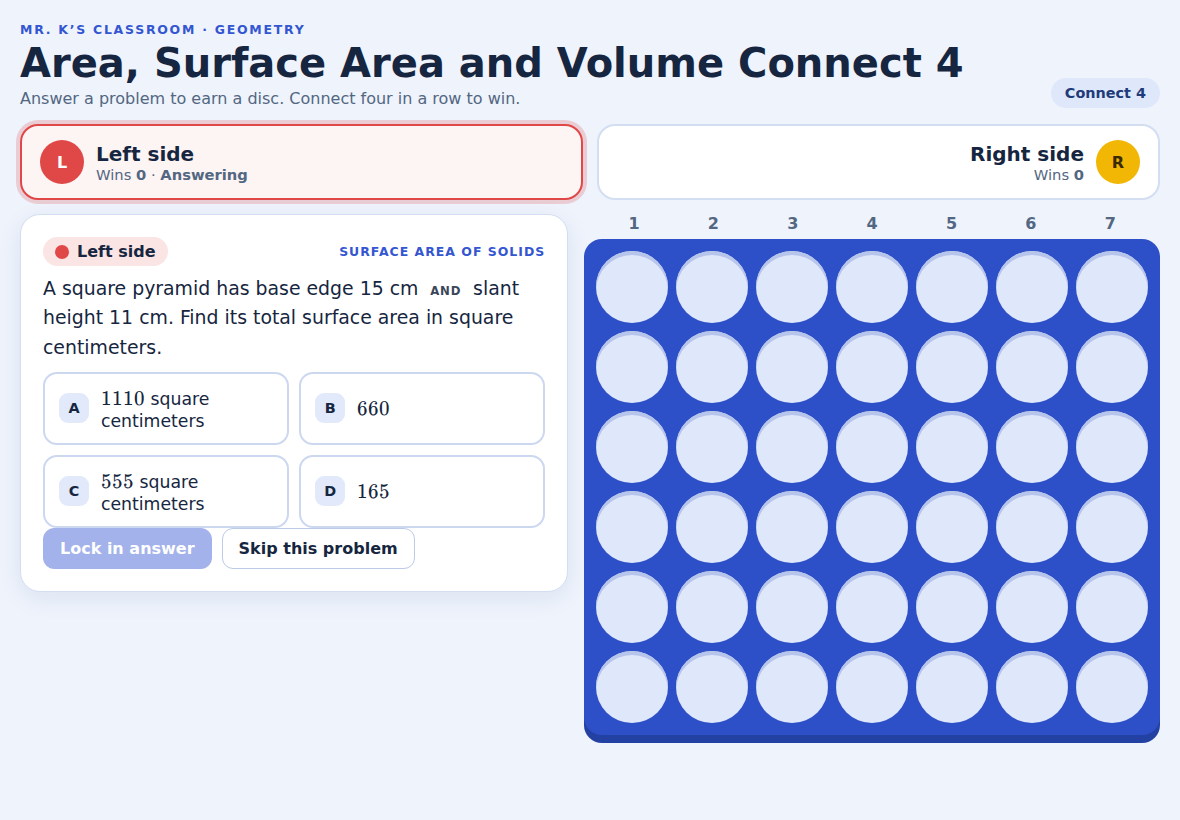 MR. K’S CLASSROOM · GEOMETRY
Area, Surface Area and Volume Connect 4
Answer a problem to earn a disc. Connect four in a row to win.
Connect 4
L
Left side
Wins 0 · Answering
Right side
Wins 0
R
Left side
SURFACE AREA OF SOLIDS
A square pyramid has base edge 15 cm AND slant
height 11 cm. Find its total surface area in square
centimeters.
A
1110 square
centimeters
B
660
C
555 square
centimeters
D
165
Lock in answer
Skip this problem
1 2 3 4 5 6 7